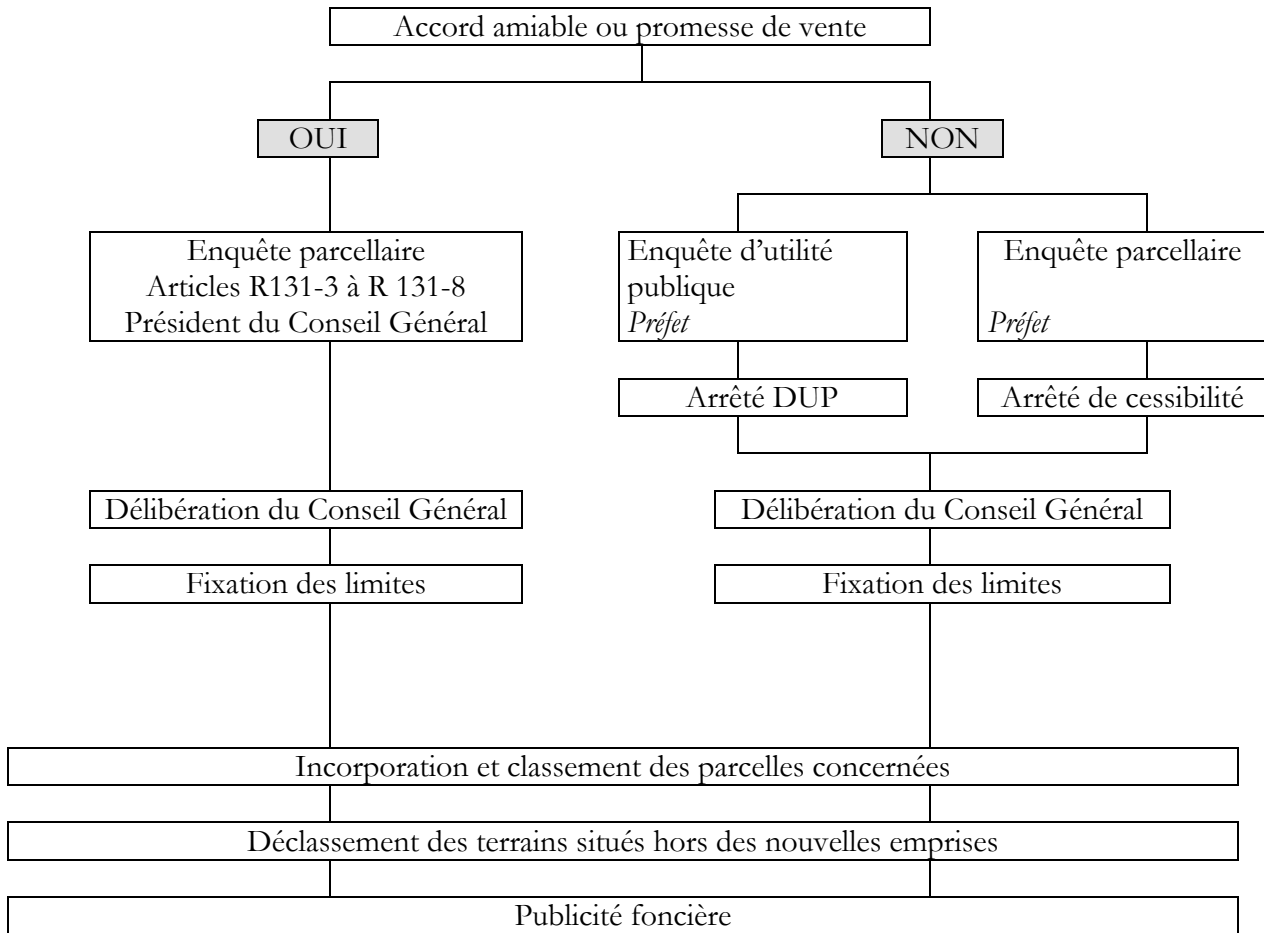 Accord amiable ou promesse de vente
OUI
NON
Enquête parcellaire
Articles R131-3 à R 131-8
Président du Conseil Général
Enquête d'utilité
publique
Préfet
Enquête parcellaire
Préfet
Arrêté DUP
Arrêté de cessibilité
Délibération du Conseil Général
Délibération du Conseil Général
Fixation des limites
Fixation des limites
Incorporation et classement des parcelles concernées
Déclassement des terrains situés hors des nouvelles emprises
Publicité foncière